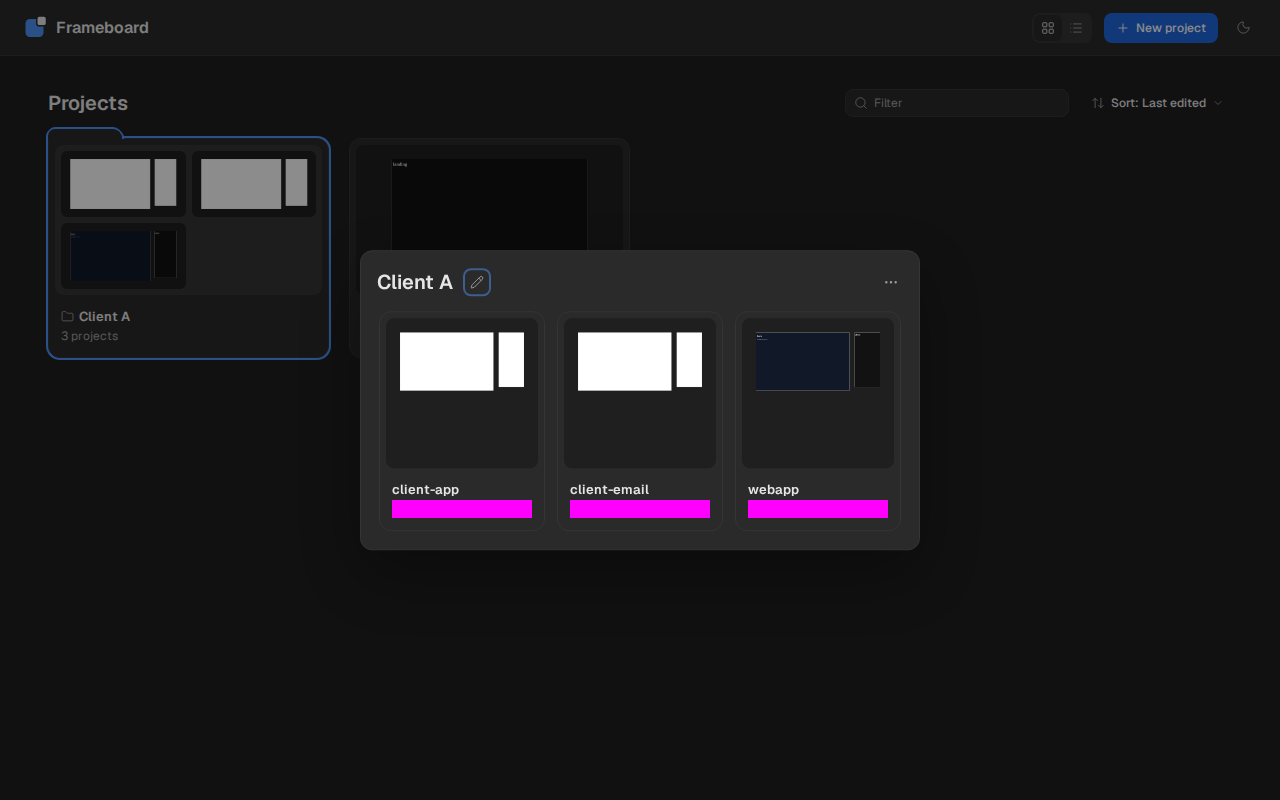 Frameboard
New project
Projects
Filter
Sort: Last edited
Client A
3 projects
Client A
client-app
client-email
webapp